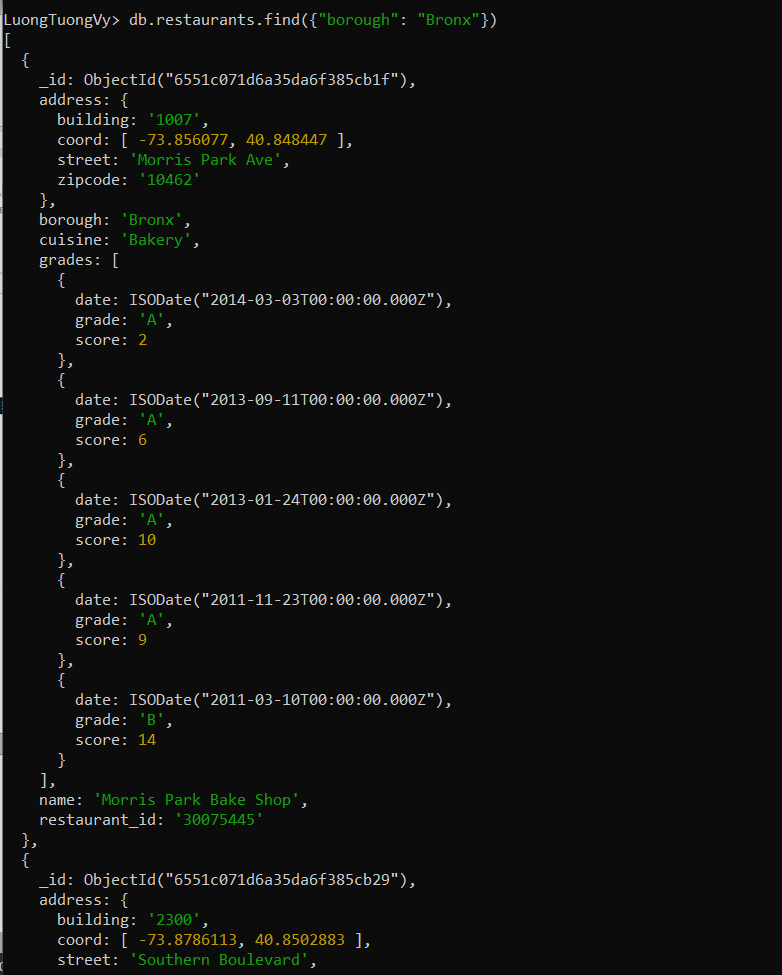 LuongTuongVy> db.restaurants.find({"borough": "Bronx"})
[
  {
    _id: ObjectId("6551c071d6a35da6f385cb1f"),
    address: {
      building: '1007',
      coord: [ -73.856077, 40.848447 ],
      street: 'Morris Park Ave',
      zipcode: '10462'
    },
    borough: 'Bronx',
    cuisine: 'Bakery',
    grades: [
      {
        date: ISODate("2014-03-03T00:00:00.000Z"),
        grade: 'A',
        score: 2
      },
      {
        date: ISODate("2013-09-11T00:00:00.000Z"),
        grade: 'A',
        score: 6
      },
      {
        date: ISODate("2013-01-24T00:00:00.000Z"),
        grade: 'A',
        score: 10
      },
      {
        date: ISODate("2011-11-23T00:00:00.000Z"),
        grade: 'A',
        score: 9
      },
      {
        date: ISODate("2011-03-10T00:00:00.000Z"),
        grade: 'B',
        score: 14
      }
    ],
    name: 'Morris Park Bake Shop',
    restaurant_id: '30075445'
  },
  {
    _id: ObjectId("6551c071d6a35da6f385cb29"),
    address: {
      building: '2300',
      coord: [ -73.8786113, 40.8502883 ],
      street: 'Southern Boulevard',